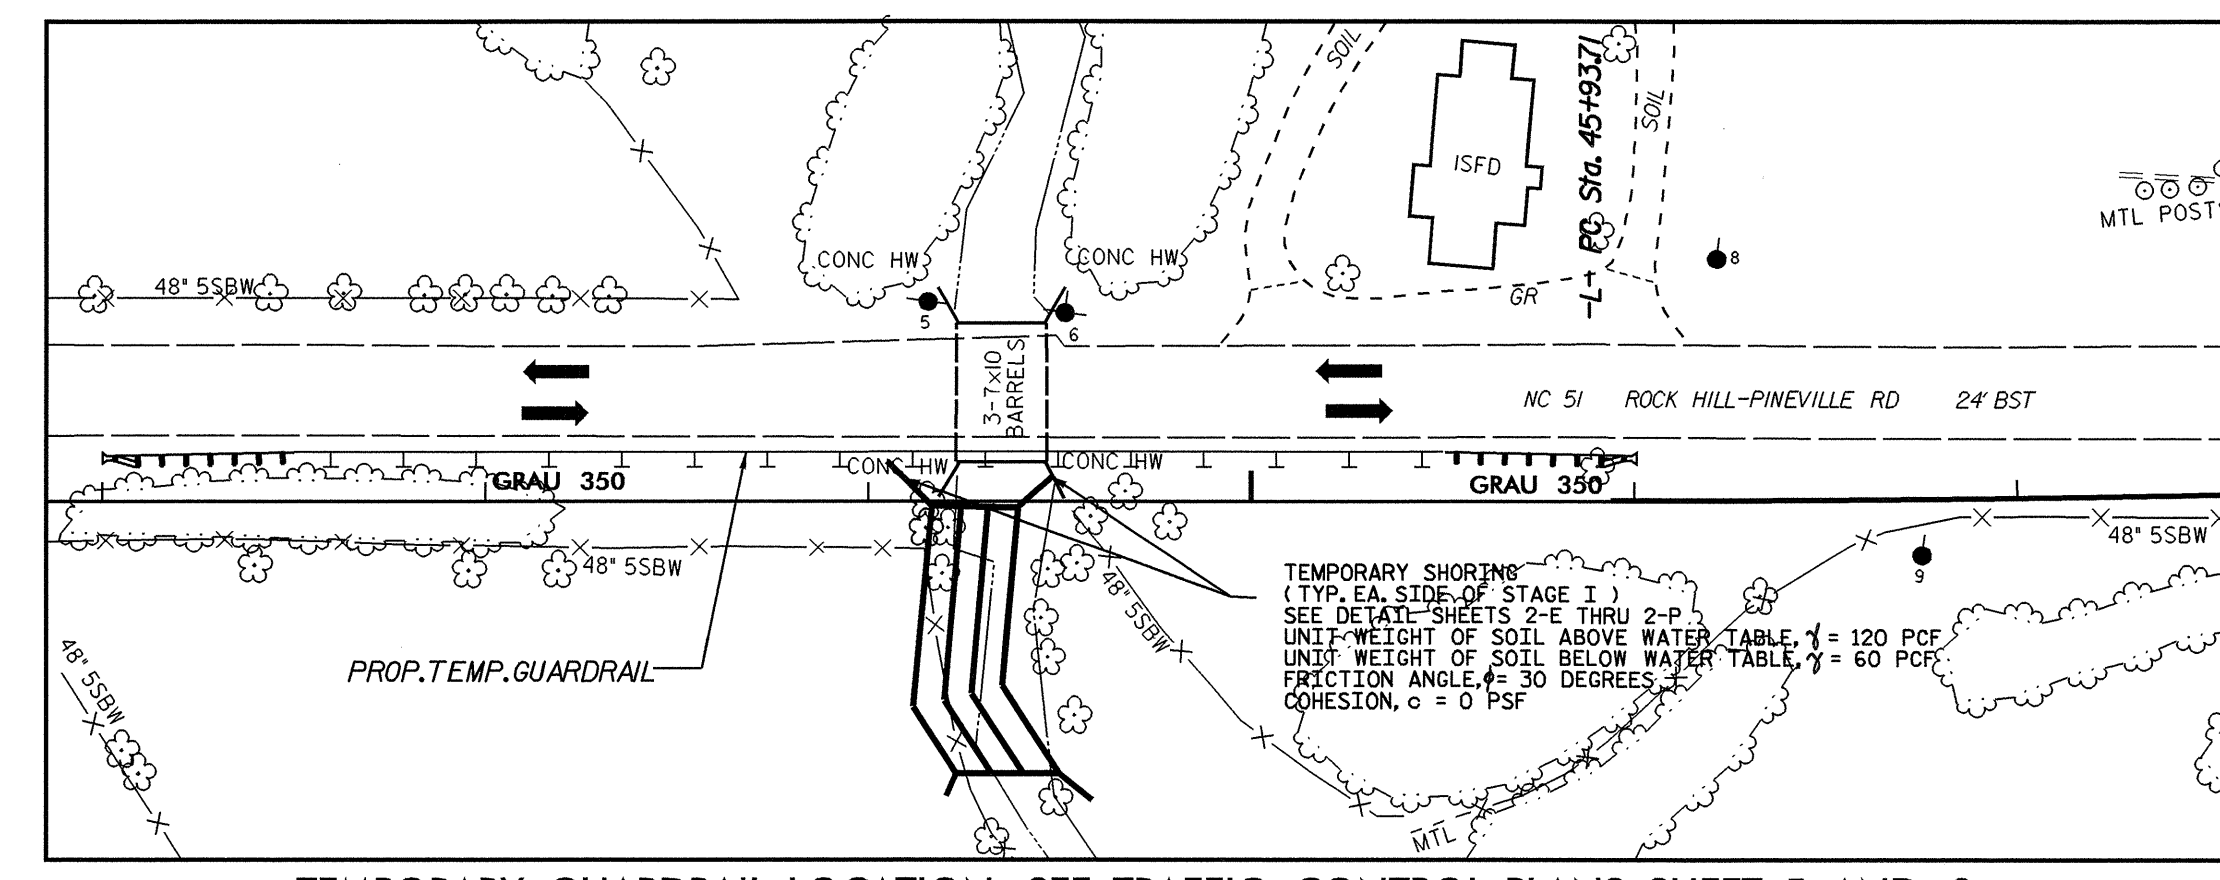 SOIL
-L- PC Sta. 45+93.71
SOIL
ISFD
MTL POST
CONC HW
CONC HW
8
48" 5SBW
GR
5
6
3-7x10
BARRELS
NC 51 ROCK HILL-PINEVILLE RD 24' BST
CONC HW
CONC HW
GRAU 350
GRAU 350
48" 5SBW
48" 5SBW
9
48" 5SBW
TEMPORARY SHORING
(TYP. EA. SIDE OF STAGE I )
SEE DETAIL SHEETS 2-E THRU 2-P
UNIT WEIGHT OF SOIL ABOVE WATER TABLE, γ = 120 PCF
UNIT WEIGHT OF SOIL BELOW WATER TABLE, γ = 60 PCF
FRICTION ANGLE, φ = 30 DEGREES
COHESION, c = 0 PSF
48" 5SBW
PROP. TEMP. GUARDRAIL
MTL